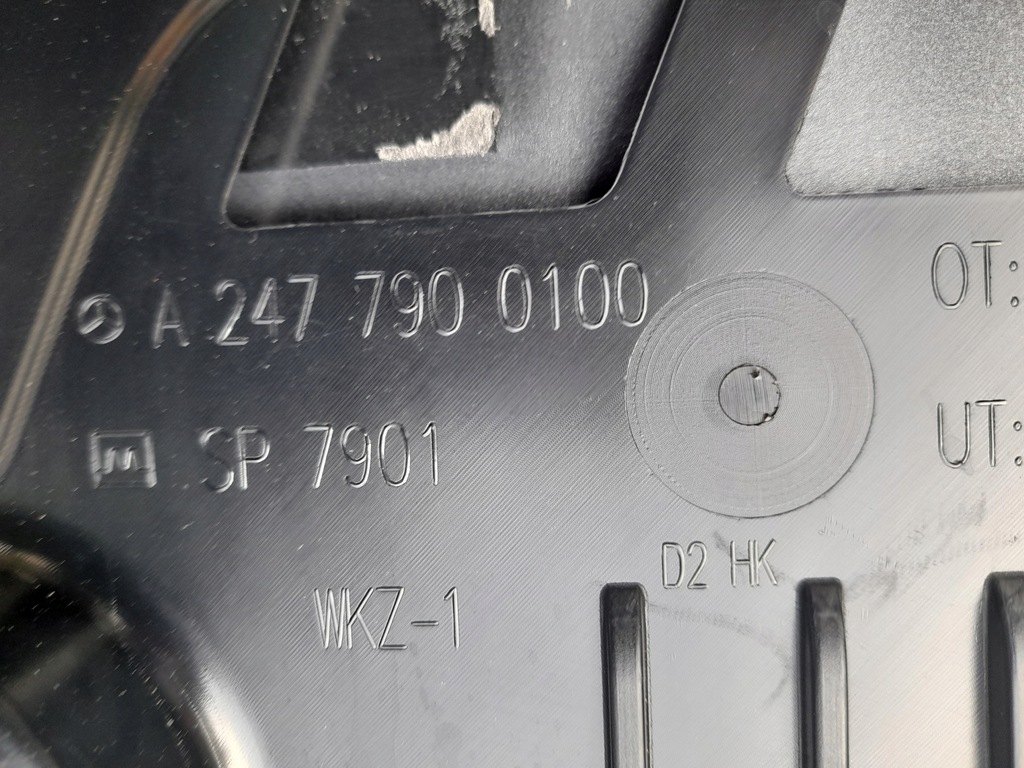 A 247 790 0100
OT:
M SP 7901
UT:
D2 HK
WKZ-1